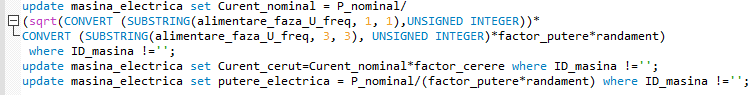 update masina_electrica set Curent_nominal = P_nominal/
(sqrt(CONVERT (SUBSTRING(alimentare_faza_U_freq, 1, 1),UNSIGNED INTEGER))*
CONVERT (SUBSTRING(alimentare_faza_U_freq, 3, 3), UNSIGNED INTEGER)*factor_putere*randament)
where ID_masina !='';
update masina_electrica set Curent_cerut=Curent_nominal*factor_cerere where ID_masina !='';
update masina_electrica set putere_electrica = P_nominal/(factor_putere*randament) where ID_masina !='';